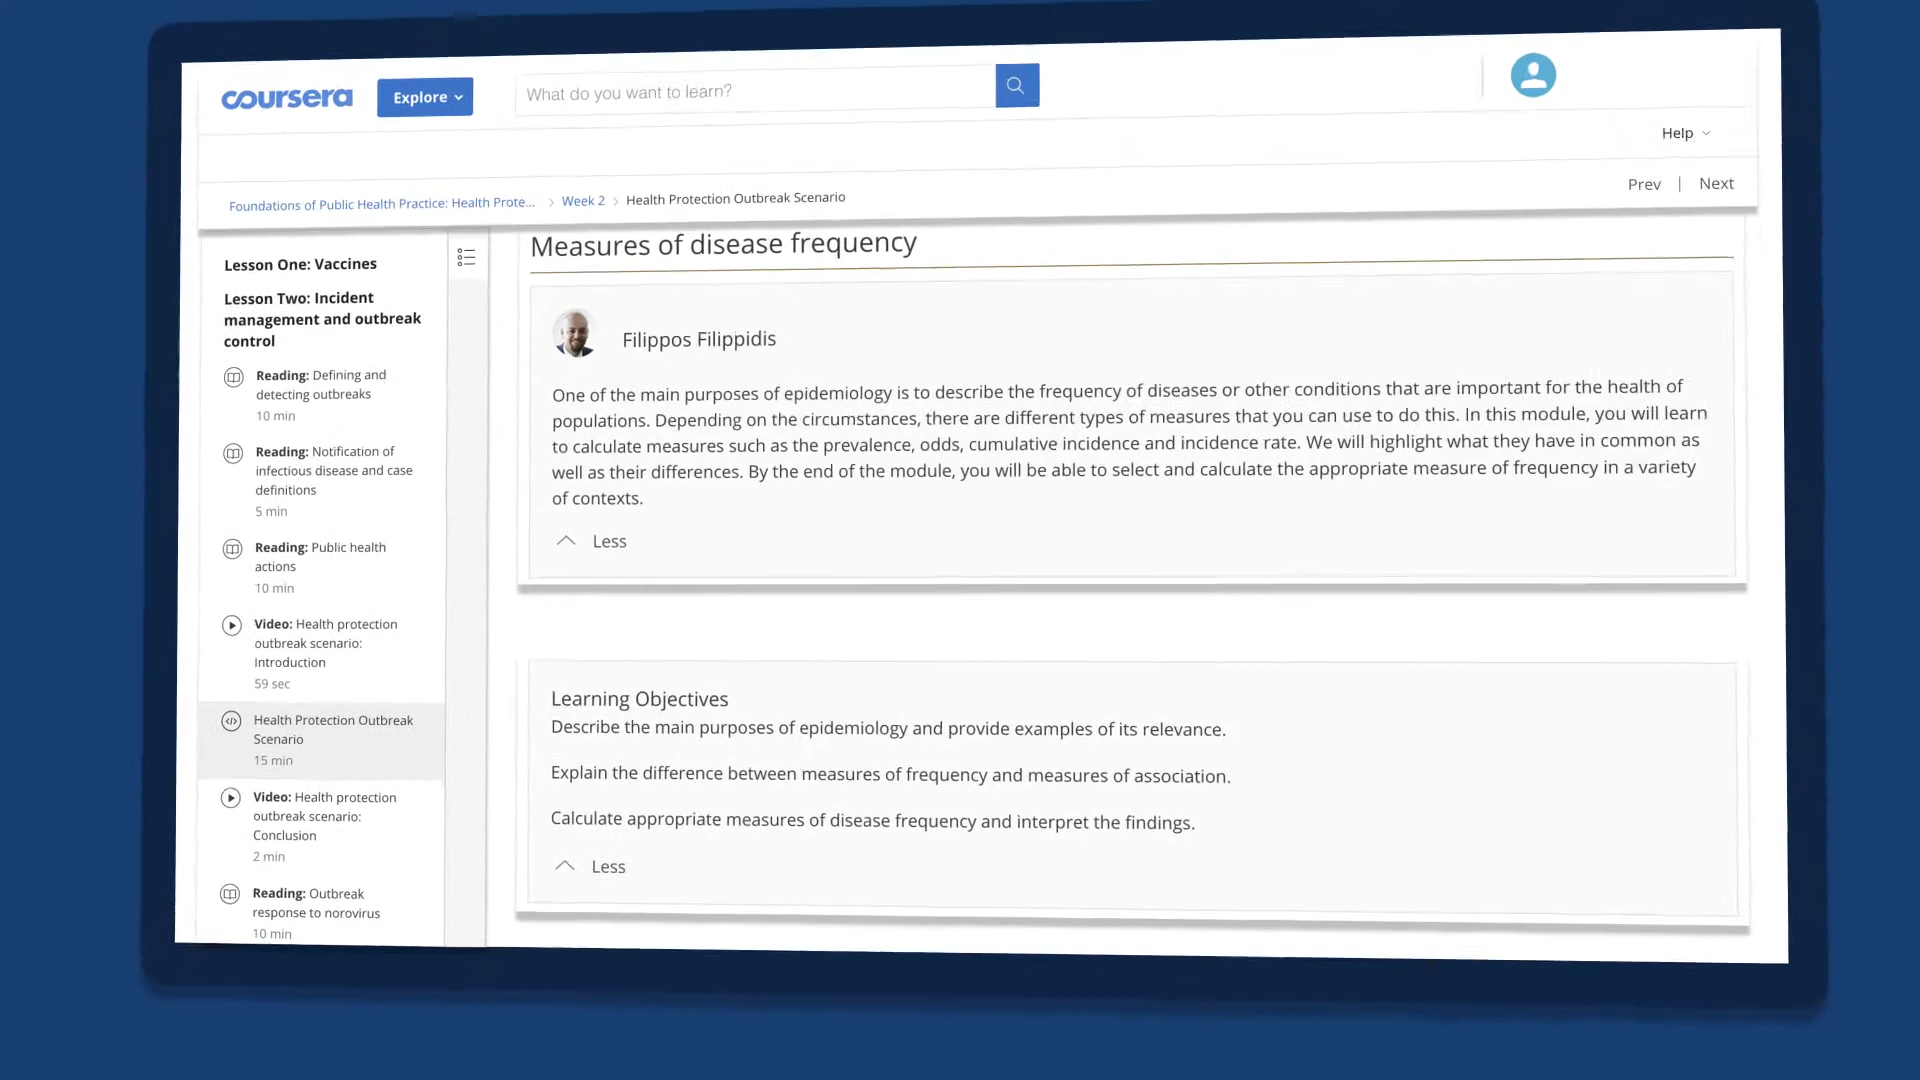 coursera
Explore
What do you want to learn?
Help
Foundations of Public Health Practice: Health Prote...
Week 2
Health Protection Outbreak Scenario
Prev | Next
Lesson One: Vaccines
Lesson Two: Incident
management and outbreak
control
Reading: Defining and
detecting outbreaks
10 min
Reading: Notification of
infectious disease and case
definitions
5 min
Reading: Public health
actions
10 min
Video: Health protection
outbreak scenario:
Introduction
59 sec
Health Protection Outbreak
Scenario
15 min
Video: Health protection
outbreak scenario:
Conclusion
2 min
Reading: Outbreak
response to norovirus
10 min
Measures of disease frequency
Filippos Filippidis
One of the main purposes of epidemiology is to describe the frequency of diseases or other conditions that are important for the health of
populations. Depending on the circumstances, there are different types of measures that you can use to do this. In this module, you will learn
to calculate measures such as the prevalence, odds, cumulative incidence and incidence rate. We will highlight what they have in common as
well as their differences. By the end of the module, you will be able to select and calculate the appropriate measure of frequency in a variety
of contexts.
Less
Learning Objectives
Describe the main purposes of epidemiology and provide examples of its relevance.
Explain the difference between measures of frequency and measures of association.
Calculate appropriate measures of disease frequency and interpret the findings.
Less